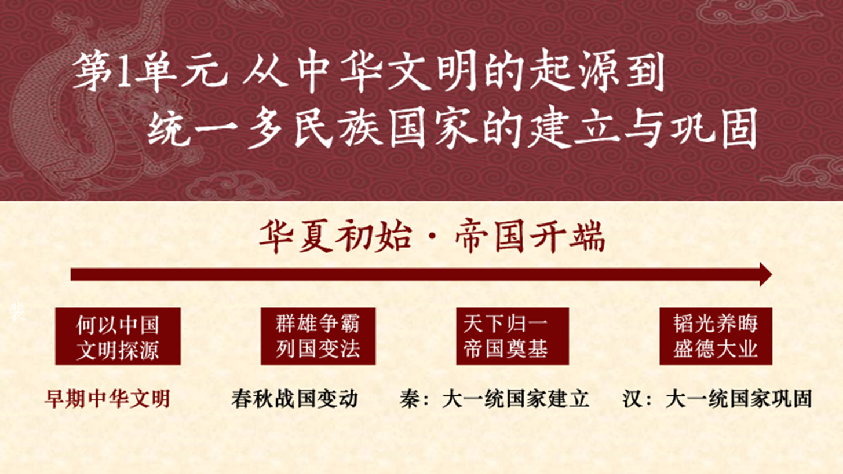 第1单元 从中华文明的起源到
统一多民族国家的建立与巩固
华夏初始·帝国开端
何以中国
文明探源
群雄争霸
列国变法
天下归一
帝国奠基
韬光养晦
盛德大业
早期中华文明
春秋战国变动
秦：大一统国家建立
汉：大一统国家巩固